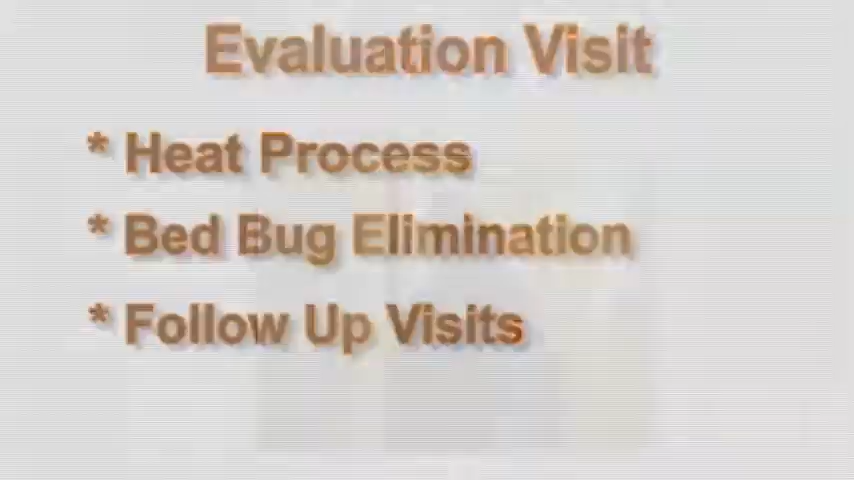 Evaluation Visit
* Heat Process
* Bed Bug Elimination
* Follow Up Visits